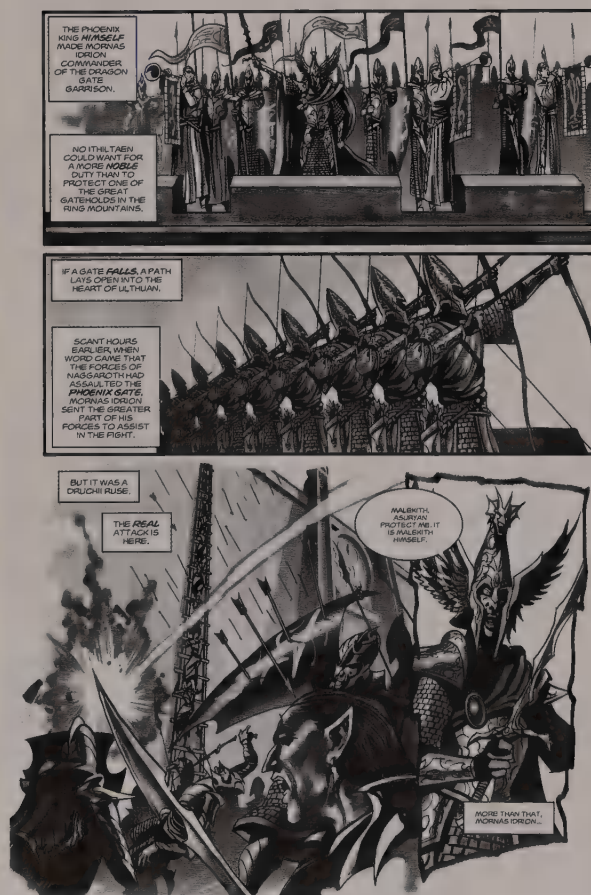 THE PHOENIX
KING HIMSELF
MADE MORNAS
IDRION
COMMANDER
OF THE DRAGON
GATE
GARRISON.
NO ITHILTAEN
COULD WANT FOR
A MORE NOBLE
DUTY THAN TO
PROTECT ONE OF
THE GREAT
GATEHOLDS IN THE
RING MOUNTAINS.
IF A GATE FALLS, A PATH
LAYS OPEN INTO THE
HEART OF ULTHUAN.
SCANT HOURS
EARLIER, WHEN
WORD CAME THAT
THE FORCES OF
NAGGAROTH HAD
ASSAULTED THE
PHOENIX GATE,
MORNAS IDRION
SENT THE GREATER
PART OF HIS
FORCES TO ASSIST
IN THE FIGHT.
BUT IT WAS A
DRUCHII RUSE.
THE REAL
ATTACK IS
HERE.
MALEKITH.
ASURYAN
PROTECT ME. IT
IS MALEKITH
HIMSELF.
MORE THAN THAT,
MORNAS IDRION...